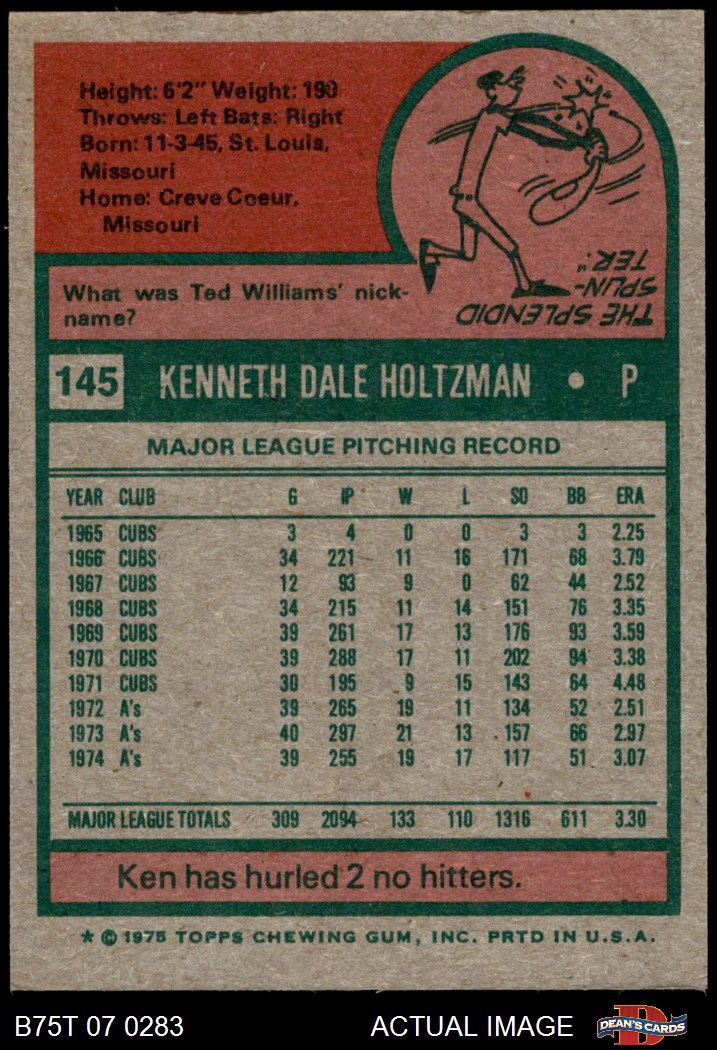 Height: 6'2" Weight: 190
Throws: Left Bats: Right
Born: 11-3-45, St. Louis,
Missouri
Home: Creve Coeur,
Missouri
What was Ted Williams' nick-
name?
THE SPLENDID
SPLIN-
TER."
145 KENNETH DALE HOLTZMAN • P
MAJOR LEAGUE PITCHING RECORD
YEAR CLUB G IP W L SO BB ERA
1965 CUBS 3 4 0 0 3 3 2.25
1966 CUBS 34 221 11 16 171 68 3.79
1967 CUBS 12 93 9 0 62 44 2.52
1968 CUBS 34 215 11 14 151 76 3.35
1969 CUBS 39 261 17 13 176 93 3.59
1970 CUBS 39 288 17 11 202 94 3.38
1971 CUBS 30 195 9 15 143 64 4.48
1972 A's 39 265 19 11 134 52 2.51
1973 A's 40 297 21 13 157 66 2.97
1974 A's 39 255 19 17 117 51 3.07
MAJOR LEAGUE TOTALS 309 2094 133 110 1316 611 3.30
Ken has hurled 2 no hitters.
* © 1975 TOPPS CHEWING GUM, INC. PRTD IN U.S.A.
B75T 07 0283 ACTUAL IMAGE D DEAN'S CARDS